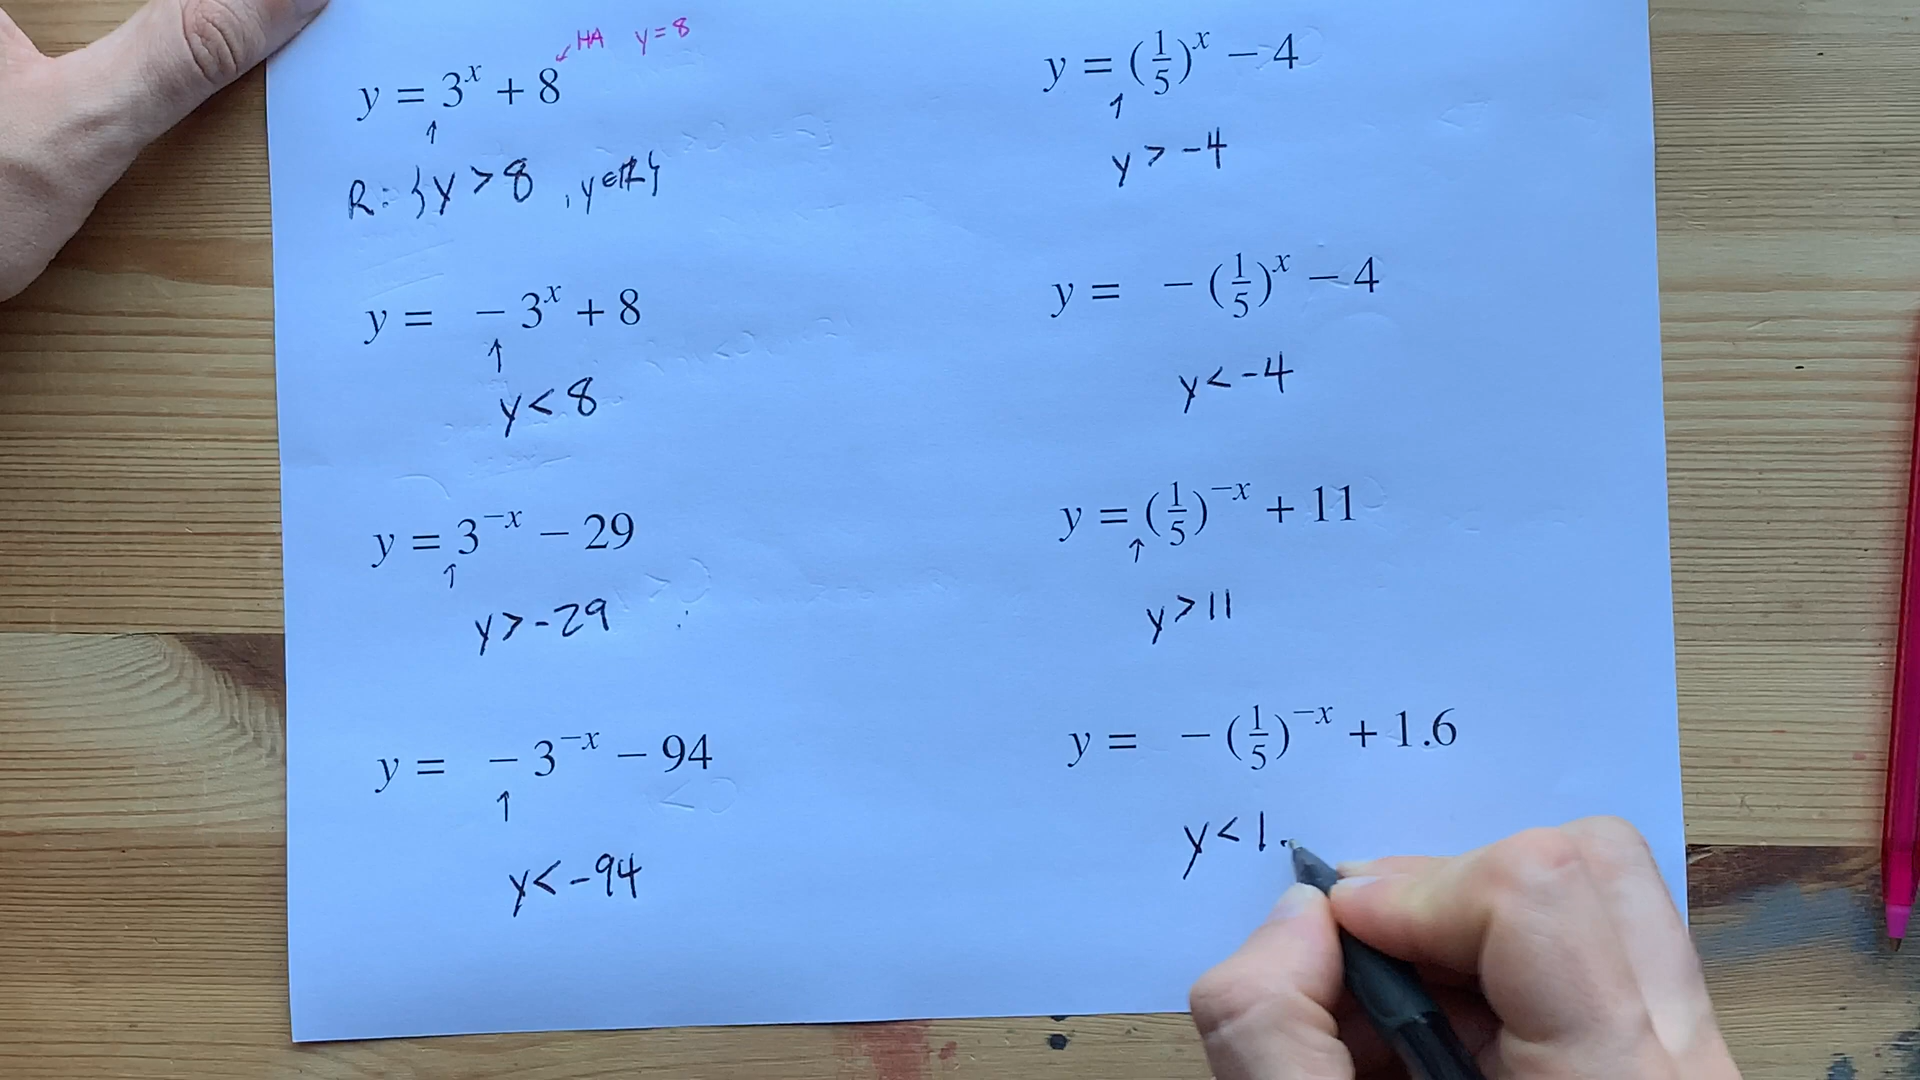 y = 3^x + 8 ↙ HA y = 8
↑
R: {y > 8 , y∈ℝ}
y = − 3^x + 8
↑
y < 8
y = 3^−x − 29
↑
y > -29
y = − 3^−x − 94
↑
y < -94
y = (1/5)^x − 4
↑
y > -4
y = − (1/5)^x − 4
y < -4
y = (1/5)^−x + 11
↑
y > 11
y = − (1/5)^−x + 1.6
y < 1.